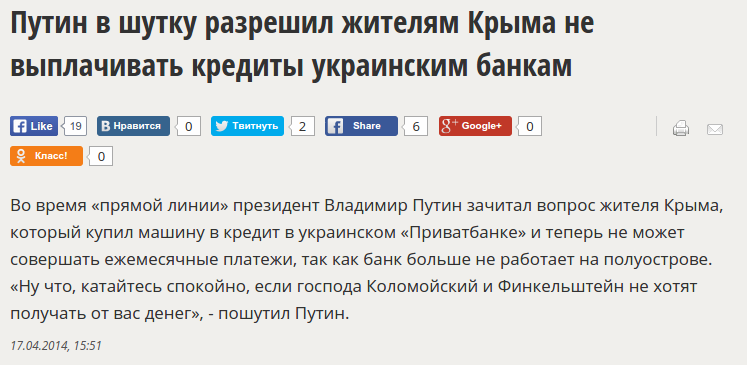 Путин в шутку разрешил жителям Крыма не
выплачивать кредиты украинским банкам
Like 19 Нравится 0 Твитнуть 2 Share 6 Google+ 0
Класс! 0
Во время «прямой линии» президент Владимир Путин зачитал вопрос жителя Крыма,
который купил машину в кредит в украинском «Приватбанке» и теперь не может
совершать ежемесячные платежи, так как банк больше не работает на полуострове.
«Ну что, катайтесь спокойно, если господа Коломойский и Финкельштейн не хотят
получать от вас денег», - пошутил Путин.
17.04.2014, 15:51